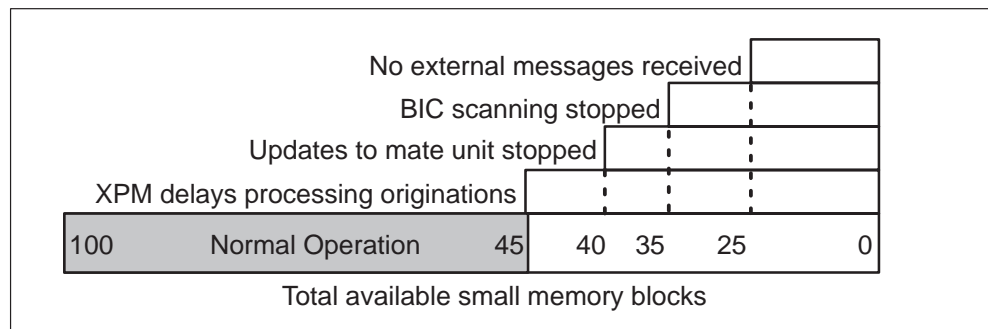 No external messages received
BIC scanning stopped
Updates to mate unit stopped
XPM delays processing originations
100 Normal Operation 45 40 35 25 0
Total available small memory blocks